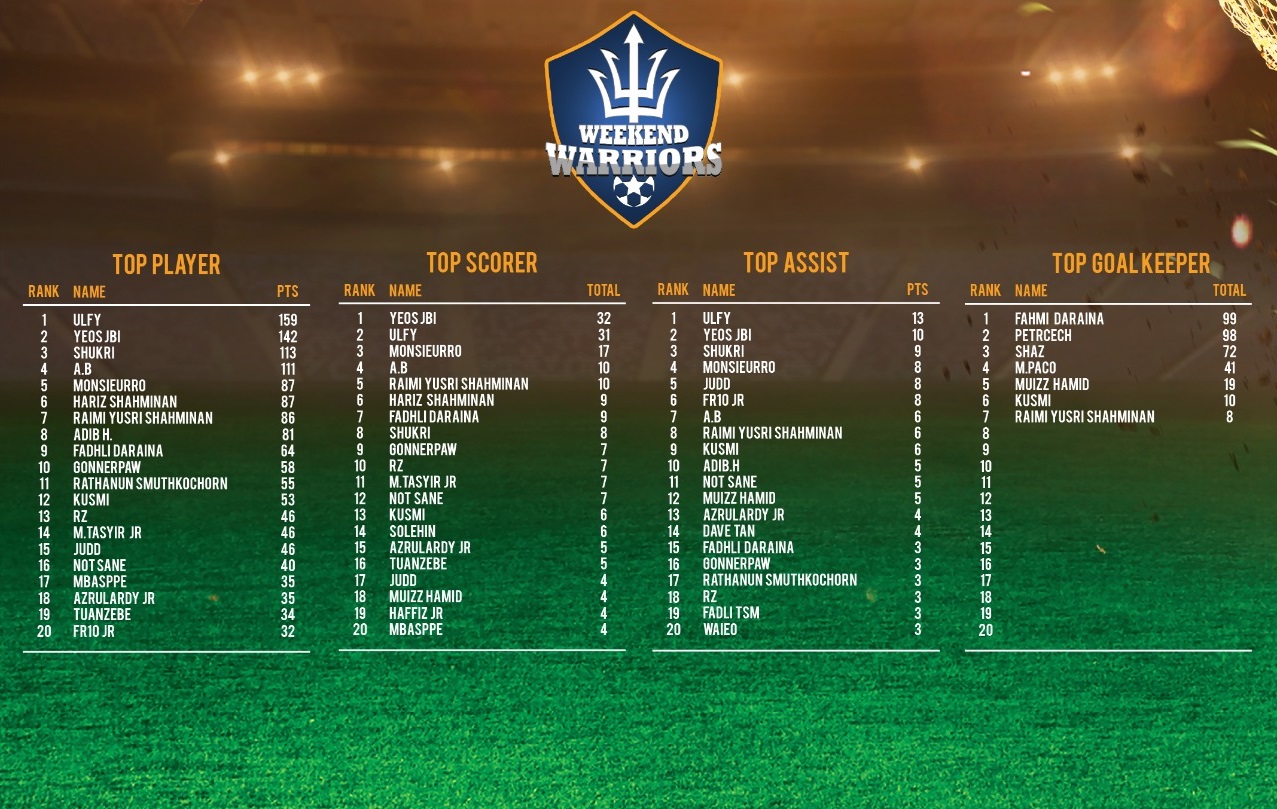 WEEKEND
WARRIORS
TOP PLAYER
RANK NAME PTS
1 ULFY 159
2 YEOS JBI 142
3 SHUKRI 113
4 A.B 111
5 MONSIEURRO 87
6 HARIZ SHAHMINAN 87
7 RAIMI YUSRI SHAHMINAN 86
8 ADIB H. 81
9 FADHLI DARAINA 64
10 GONNERPAW 58
11 RATHANUN SMUTHKOCHORN 55
12 KUSMI 53
13 RZ 46
14 M.TASYIR JR 46
15 JUDD 46
16 NOT SANE 40
17 MBASPPE 35
18 AZRULARDY JR 35
19 TUANZEBE 34
20 FR10 JR 32
TOP SCORER
RANK NAME TOTAL
1 YEOS JBI 32
2 ULFY 31
3 MONSIEURRO 17
4 A.B 10
5 RAIMI YUSRI SHAHMINAN 10
6 HARIZ SHAHMINAN 9
7 FADHLI DARAINA 9
8 SHUKRI 8
9 GONNERPAW 7
10 RZ 7
11 M.TASYIR JR 7
12 NOT SANE 7
13 KUSMI 6
14 SOLEHIN 6
15 AZRULARDY JR 5
16 TUANZEBE 5
17 JUDD 4
18 MUIZZ HAMID 4
19 HAFFIZ JR 4
20 MBASPPE 4
TOP ASSIST
RANK NAME PTS
1 ULFY 13
2 YEOS JBI 10
3 SHUKRI 9
4 MONSIEURRO 8
5 JUDD 8
6 FR10 JR 8
7 A.B 6
8 RAIMI YUSRI SHAHMINAN 6
9 KUSMI 6
10 ADIB.H 5
11 NOT SANE 5
12 MUIZZ HAMID 5
13 AZRULARDY JR 4
14 DAVE TAN 4
15 FADHLI DARAINA 3
16 GONNERPAW 3
17 RATHANUN SMUTHKOCHORN 3
18 RZ 3
19 FADLI TSM 3
20 WAIEO 3
TOP GOAL KEEPER
RANK NAME TOTAL
1 FAHMI DARAINA 99
2 PETRCECH 98
3 SHAZ 72
4 M.PACO 41
5 MUIZZ HAMID 19
6 KUSMI 10
7 RAIMI YUSRI SHAHMINAN 8
8
9
10
11
12
13
14
15
16
17
18
19
20